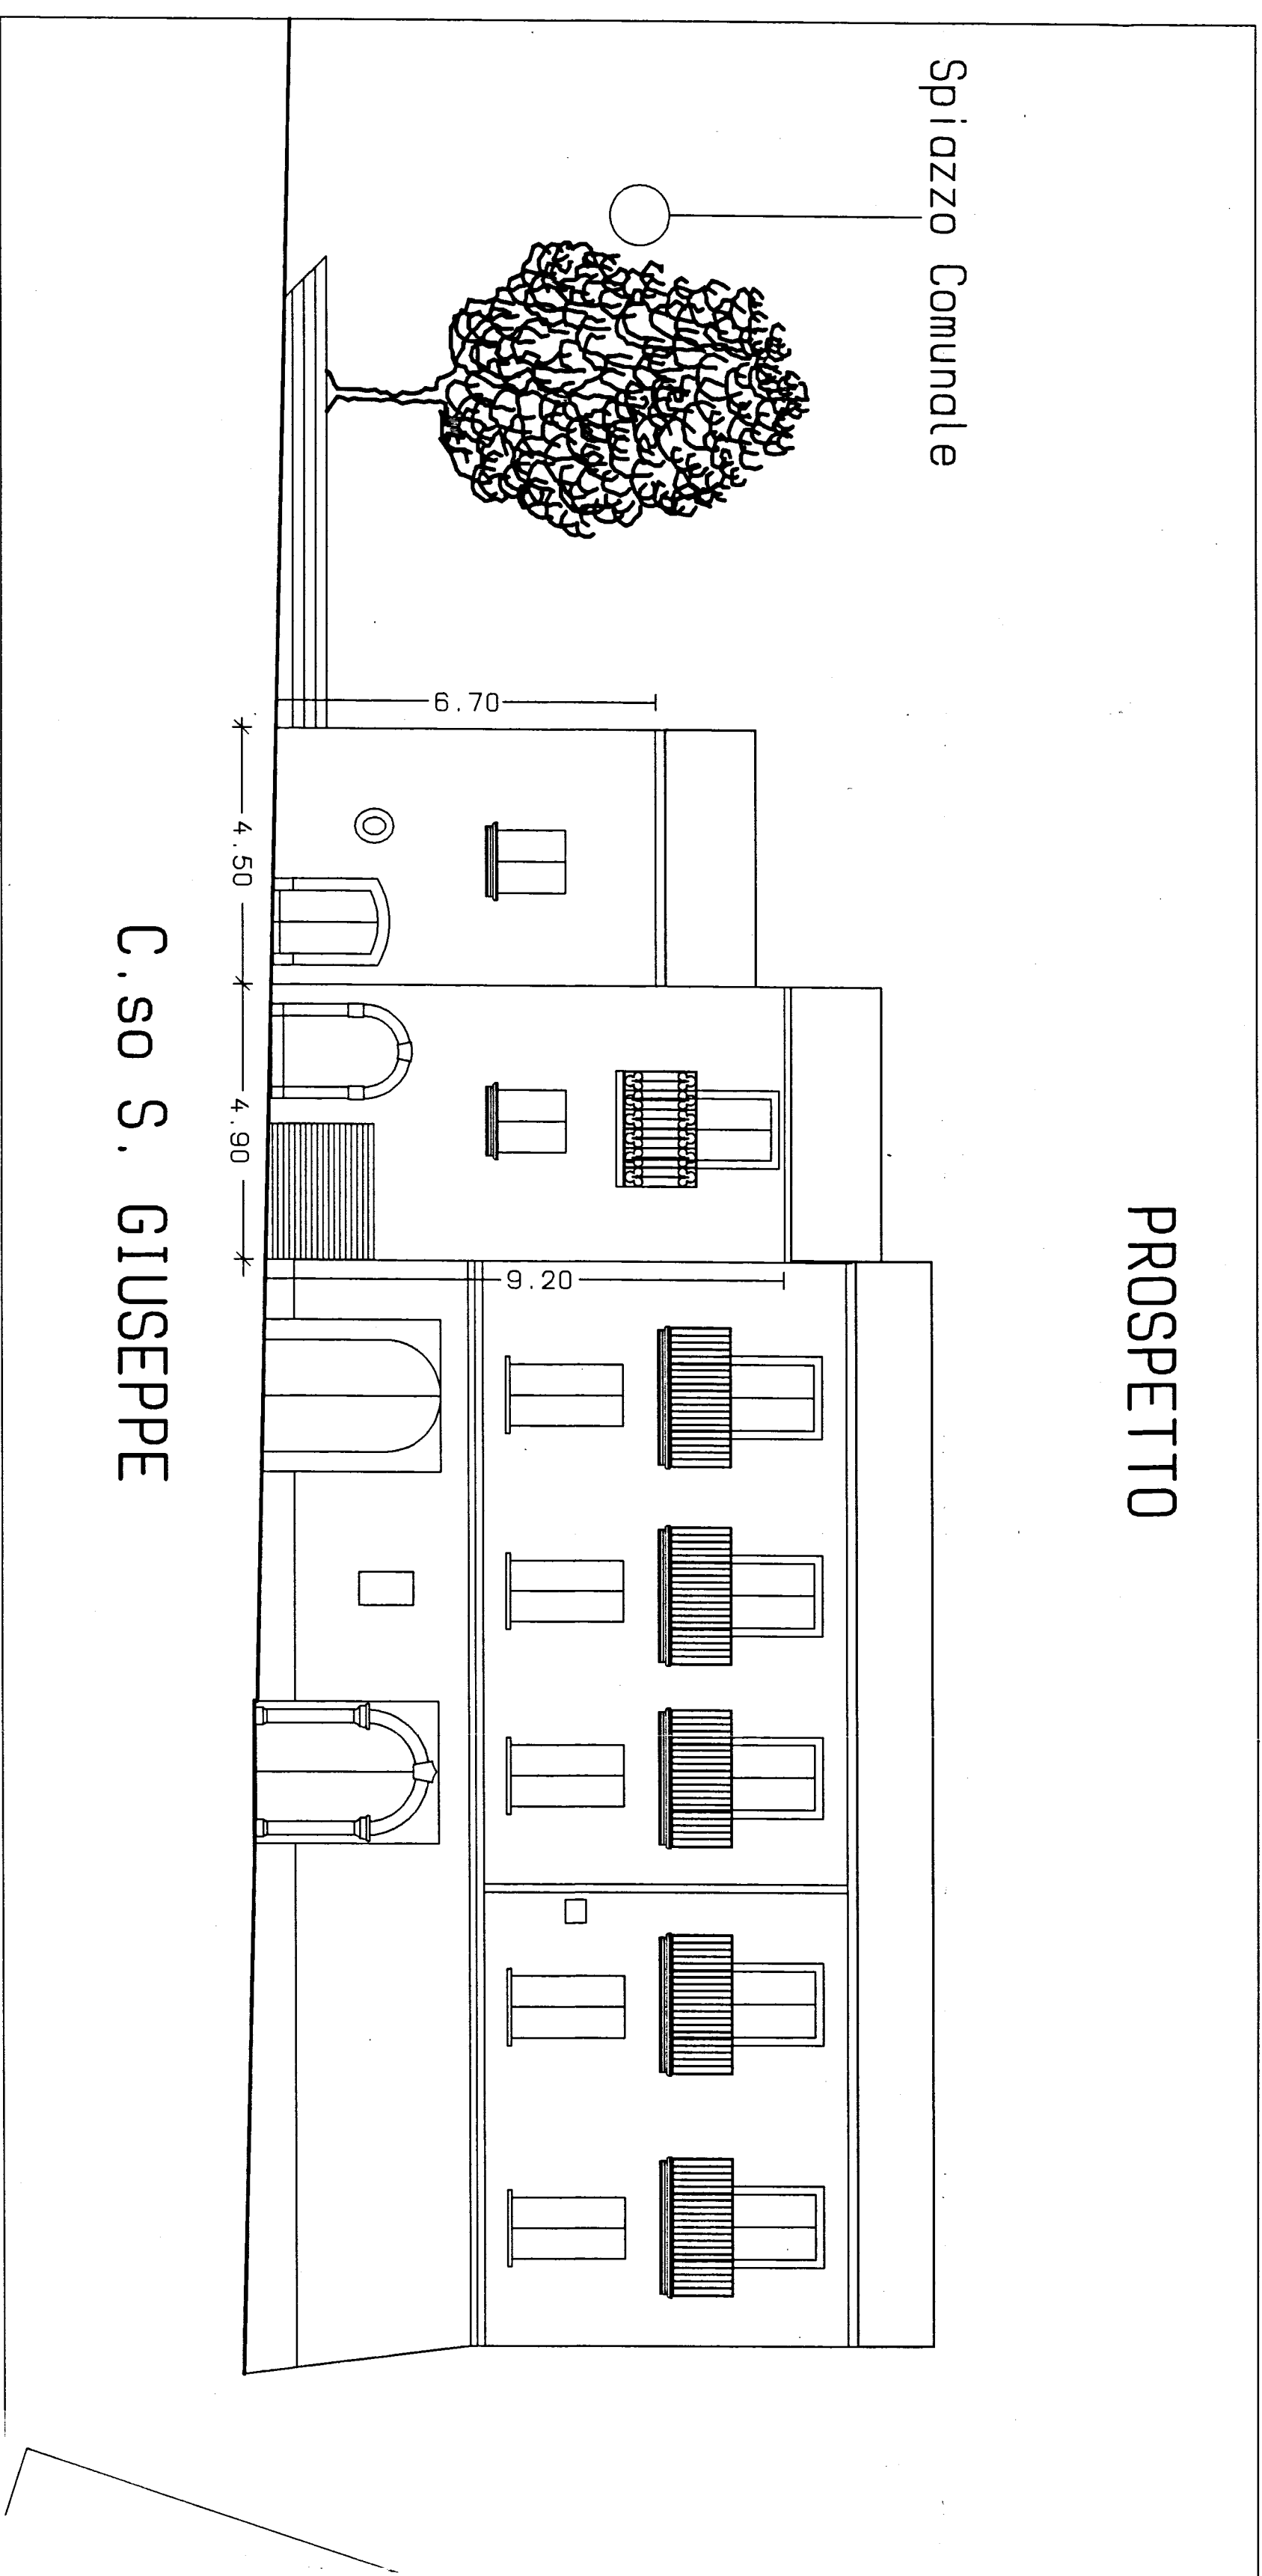 PROSPETTO
Spiazzo Comunale
6.70
9.20
4.50
4.90
C.so S. GIUSEPPE